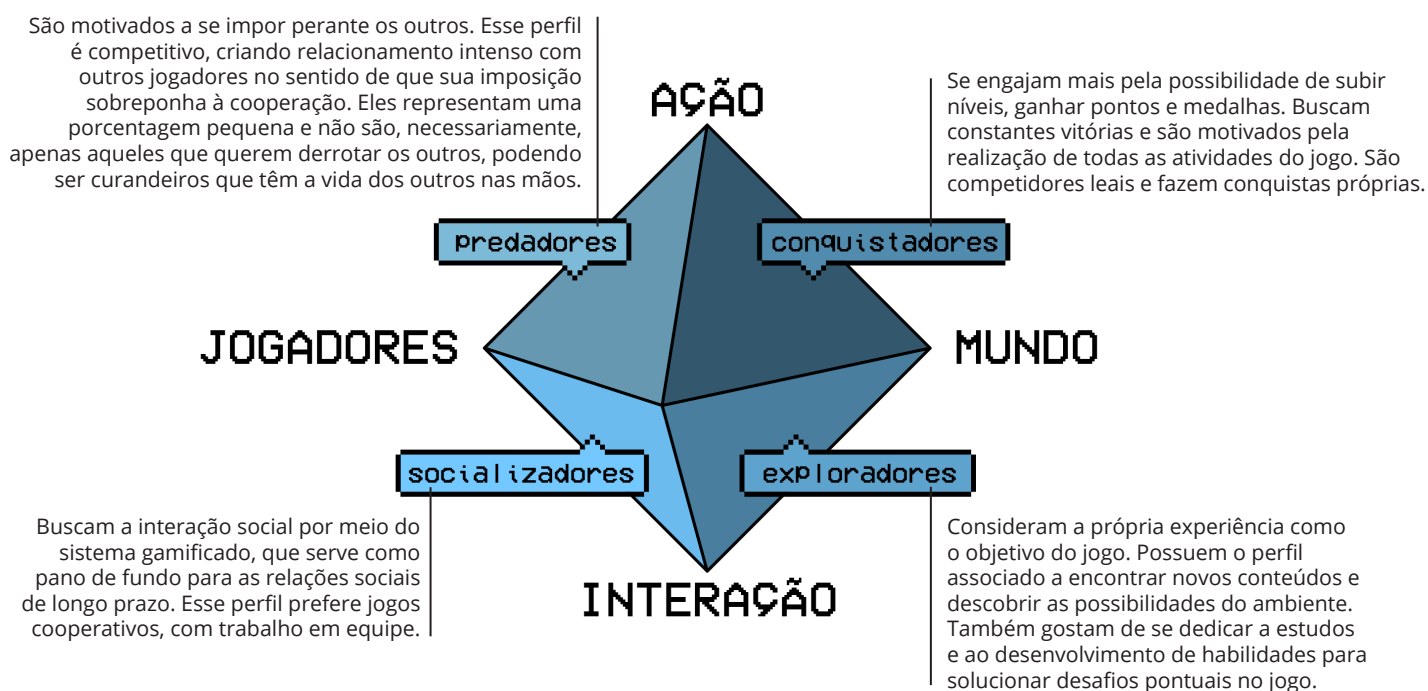 São motivados a se impor perante os outros. Esse perfil
é competitivo, criando relacionamento intenso com
outros jogadores no sentido de que sua imposição
sobreponha à cooperação. Eles representam uma
porcentagem pequena e não são, necessariamente,
apenas aqueles que querem derrotar os outros, podendo
ser curandeiros que têm a vida dos outros nas mãos.
AÇÃO
Se engajam mais pela possibilidade de subir
níveis, ganhar pontos e medalhas. Buscam
constantes vitórias e são motivados pela
realização de todas as atividades do jogo. São
competidores leais e fazem conquistas próprias.
predadores
conquistadores
JOGADORES
MUNDO
socializadores
exploradores
Buscam a interação social por meio do
sistema gamificado, que serve como
pano de fundo para as relações sociais
de longo prazo. Esse perfil prefere jogos
cooperativos, com trabalho em equipe.
INTERAÇÃO
Consideram a própria experiência como
o objetivo do jogo. Possuem o perfil
associado a encontrar novos conteúdos e
descobrir as possibilidades do ambiente.
Também gostam de se dedicar a estudos
e ao desenvolvimento de habilidades para
solucionar desafios pontuais no jogo.